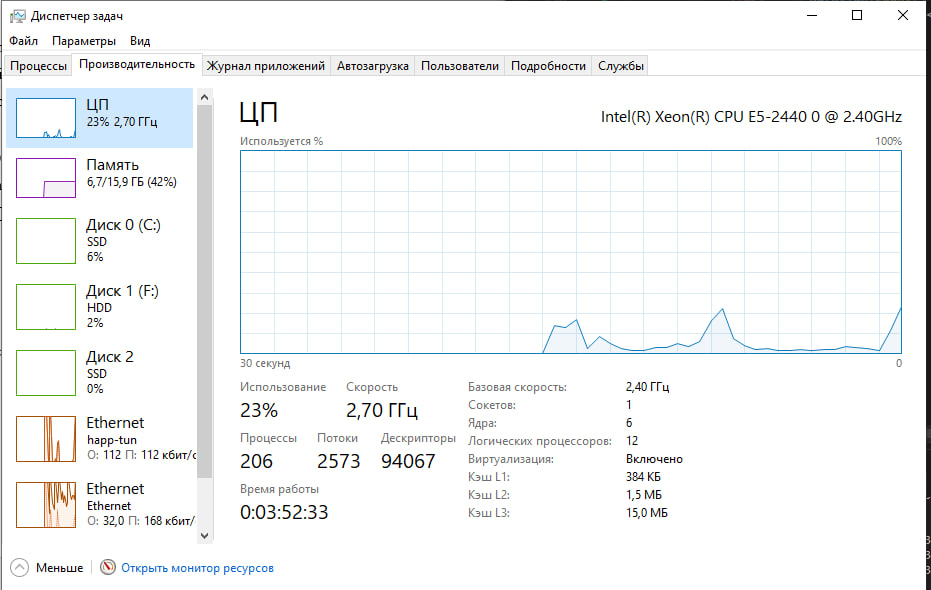 Диспетчер задач
Файл Параметры Вид
Процессы Производительность Журнал приложений Автозагрузка Пользователи Подробности Службы
ЦП
23% 2,70 ГГц
Память
6,7/15,9 ГБ (42%)
Диск 0 (C:)
SSD
6%
Диск 1 (F:)
HDD
2%
Диск 2
SSD
0%
Ethernet
happ-tun
О: 112 П: 112 кбит/с
Ethernet
Ethernet
О: 32,0 П: 168 кбит/
ЦП
Intel(R) Xeon(R) CPU E5-2440 0 @ 2.40GHz
Используется % 100%
30 секунд 0
Использование Скорость
23% 2,70 ГГц
Процессы Потоки Дескрипторы
206 2573 94067
Время работы
0:03:52:33
Базовая скорость: 2,40 ГГц
Сокетов: 1
Ядра: 6
Логических процессоров: 12
Виртуализация: Включено
Кэш L1: 384 КБ
Кэш L2: 1,5 МБ
Кэш L3: 15,0 МБ
Меньше Открыть монитор ресурсов